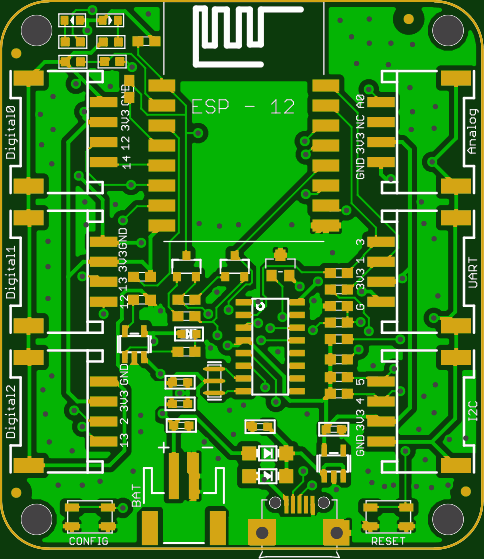 ESP - 12
Digital0
GND
3V3
12
14
A0
NC
3V3
GND
Analog
Digital1
GND
3V3
13
12
3
1
3V3
G
UART
Digital2
GND
3V3
2
13
5
4
3V3
GND
I2C
+ -
BAT
CONFIG
RESET